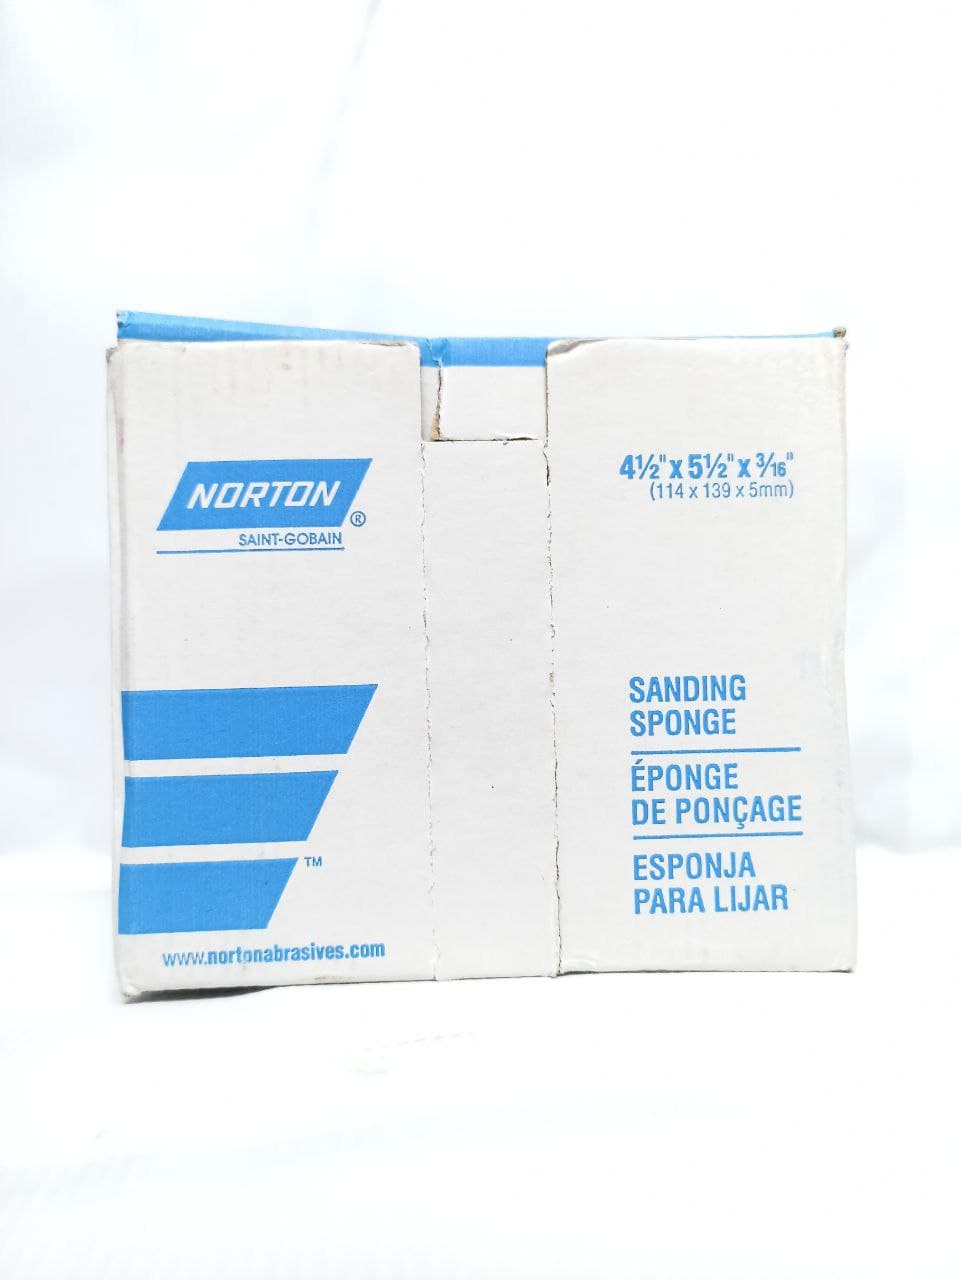 NORTON
®
SAINT-GOBAIN
4½" x 5½" x 3/16"
(114 x 139 x 5mm)
SANDING
SPONGE
ÉPONGE
DE PONÇAGE
ESPONJA
PARA LIJAR
TM
www.nortonabrasives.com